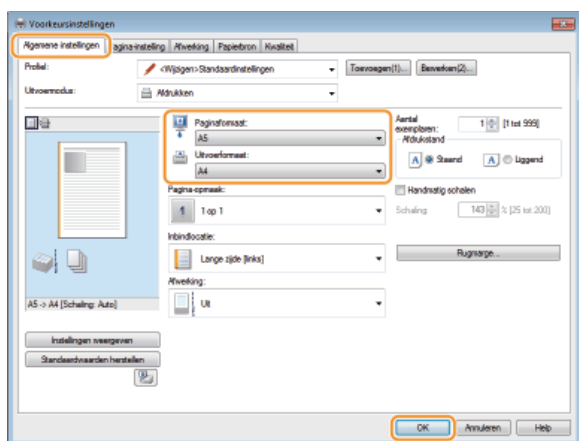 Voorkeursinstellingen
Algemene instellingen
Pagina-instelling
Afwerking
Papierbron
Kwaliteit
Profiel:
<Wijzigen>Standaardinstellingen
Toevoegen(1)...
Bewerken(2)...
Uitvoermodus:
Afdrukken
Paginaformaat:
A5
Uitvoerformaat:
A4
Aantal
exemplaren:
1
[1 tot 999]
Afdrukstand
A
Staand
A
Liggend
Pagina-opmaak:
1
1 op 1
Handmatig schalen
Schaling:
143
% [25 tot 200]
Inbindlocatie:
Lange zijde [links]
Rugmarge...
Afwerking:
Uit
A5 -> A4 [Schaling: Auto]
Instellingen weergeven
Standaardwaarden herstellen
OK
Annuleren
Help